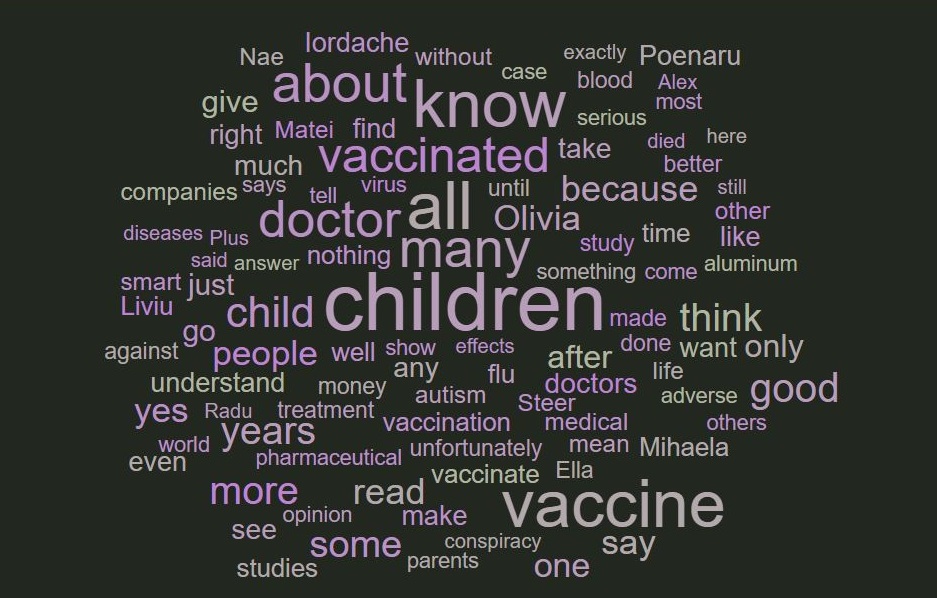 Iordache
Nae without exactly Poenaru
about case blood Alex
give know most
serious
right Matei find died here
vaccinated take better
much
companies says tell virus until because still
doctor all Olivia other
diseases Plus many study time like
said answer nothing something come aluminum
smart just
Liviu child children made think
go
against people well show effects after done want only
any life
understand money flu doctors
autism adverse good
yes Radu treatment Steer
years vaccination medical others
world unfortunately mean Mihaela
even pharmaceutical
vaccinate Ella
more read vaccine
opinion make
see
some conspiracy say
parents
studies one